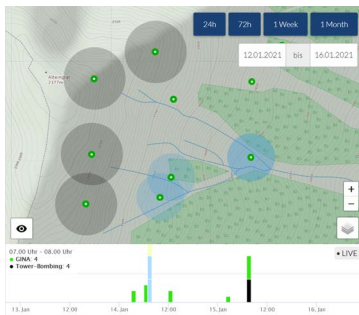 24h
72h
1 Week
1 Month
12.01.2021
bis
16.01.2021
+
−
07.00 Uhr - 08.00 Uhr
GINA: 4
Tower-Bombing: 4
LIVE
13. Jan
12:00
14. Jan
12:00
15. Jan
12:00
16. Jan